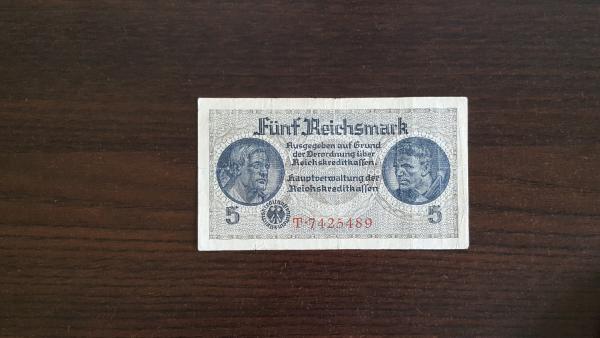 Fünf Reichsmark
Ausgegeben auf Grund
der Verordnung über
Reichskreditkassen.
Hauptverwaltung der
Reichskreditkassen
5
5
T·7425489